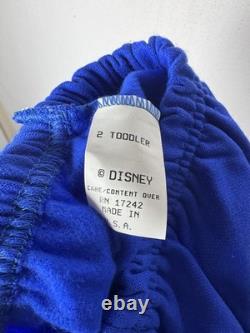 2 TODDLER
© DISNEY
CARE/CONTENT OVER
RN 17242
MADE IN
U.S.A.